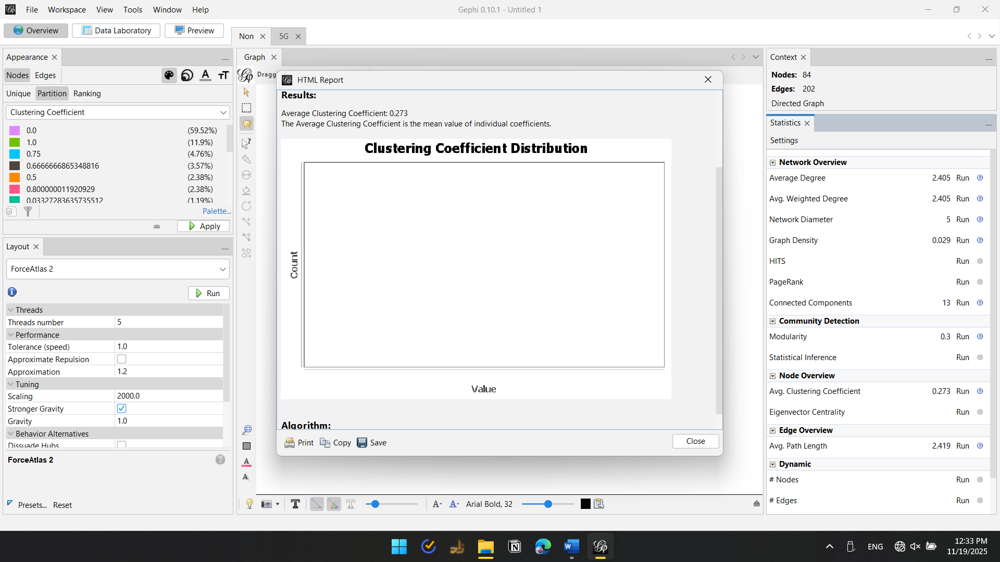 File Workspace View Tools Window Help
Gephi 0.10.1 - Untitled 1
Overview Data Laboratory Preview
Non 5G
Appearance
Nodes Edges
Unique Partition Ranking
Clustering Coefficient
0.0 (59.52%)
1.0 (11.9%)
0.75 (4.76%)
0.6666666865348816 (3.57%)
0.5 (2.38%)
0.800000011920929 (2.38%)
0.03327283635735512 (1.19%)
Palette...
Apply
Layout
ForceAtlas 2
Run
Threads
Threads number 5
Performance
Tolerance (speed) 1.0
Approximate Repulsion
Approximation 1.2
Tuning
Scaling 2000.0
Stronger Gravity
Gravity 1.0
Behavior Alternatives
Dissuade Hubs
ForceAtlas 2
Presets... Reset
Graph
Dragg
HTML Report
Results:
Average Clustering Coefficient: 0.273
The Average Clustering Coefficient is the mean value of individual coefficients.
Clustering Coefficient Distribution
Count
Value
Algorithm:
Print Copy Save
Close
Arial Bold, 32
Context
Nodes: 84
Edges: 202
Directed Graph
Statistics
Settings
Network Overview
Average Degree 2.405 Run
Avg. Weighted Degree 2.405 Run
Network Diameter 5 Run
Graph Density 0.029 Run
HITS Run
PageRank Run
Connected Components 13 Run
Community Detection
Modularity 0.3 Run
Statistical Inference Run
Node Overview
Avg. Clustering Coefficient 0.273 Run
Eigenvector Centrality Run
Edge Overview
Avg. Path Length 2.419 Run
Dynamic
# Nodes Run
# Edges Run
ENG
12:33 PM
11/19/2025